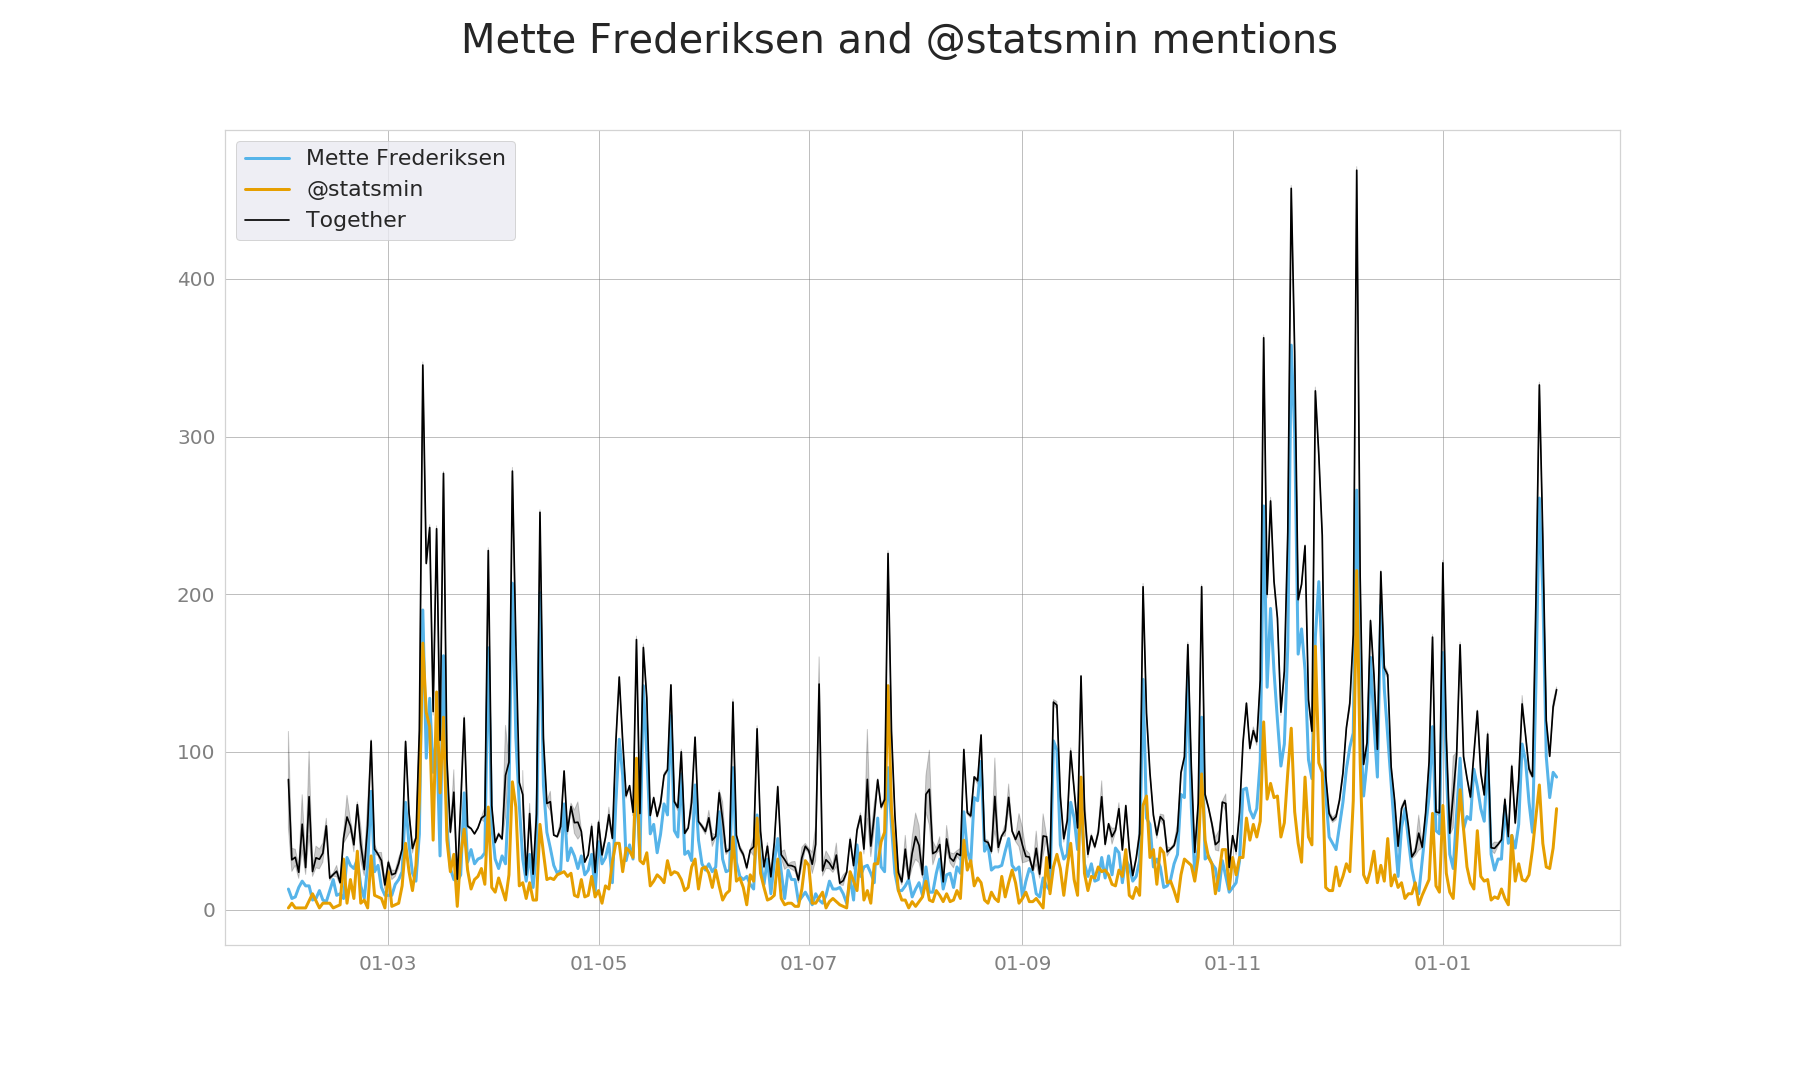 Mette Frederiksen and @statsmin mentions
Mette Frederiksen
@statsmin
Together
400
300
200
100
0
01-03 01-05 01-07 01-09 01-11 01-01